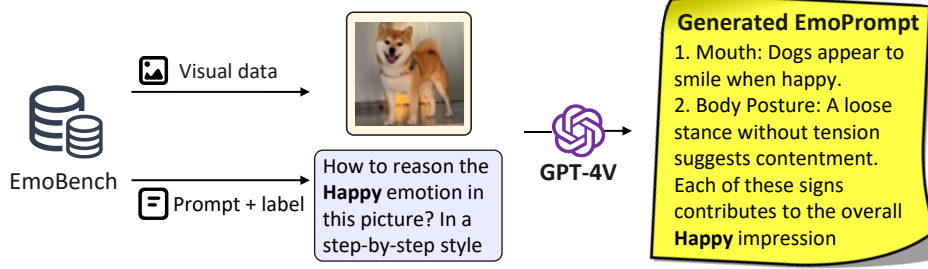 EmoBench
Visual data
Prompt + label
How to reason the
Happy emotion in
this picture? In a
step-by-step style
GPT-4V
Generated EmoPrompt
1. Mouth: Dogs appear to
smile when happy.
2. Body Posture: A loose
stance without tension
suggests contentment.
Each of these signs
contributes to the overall
Happy impression